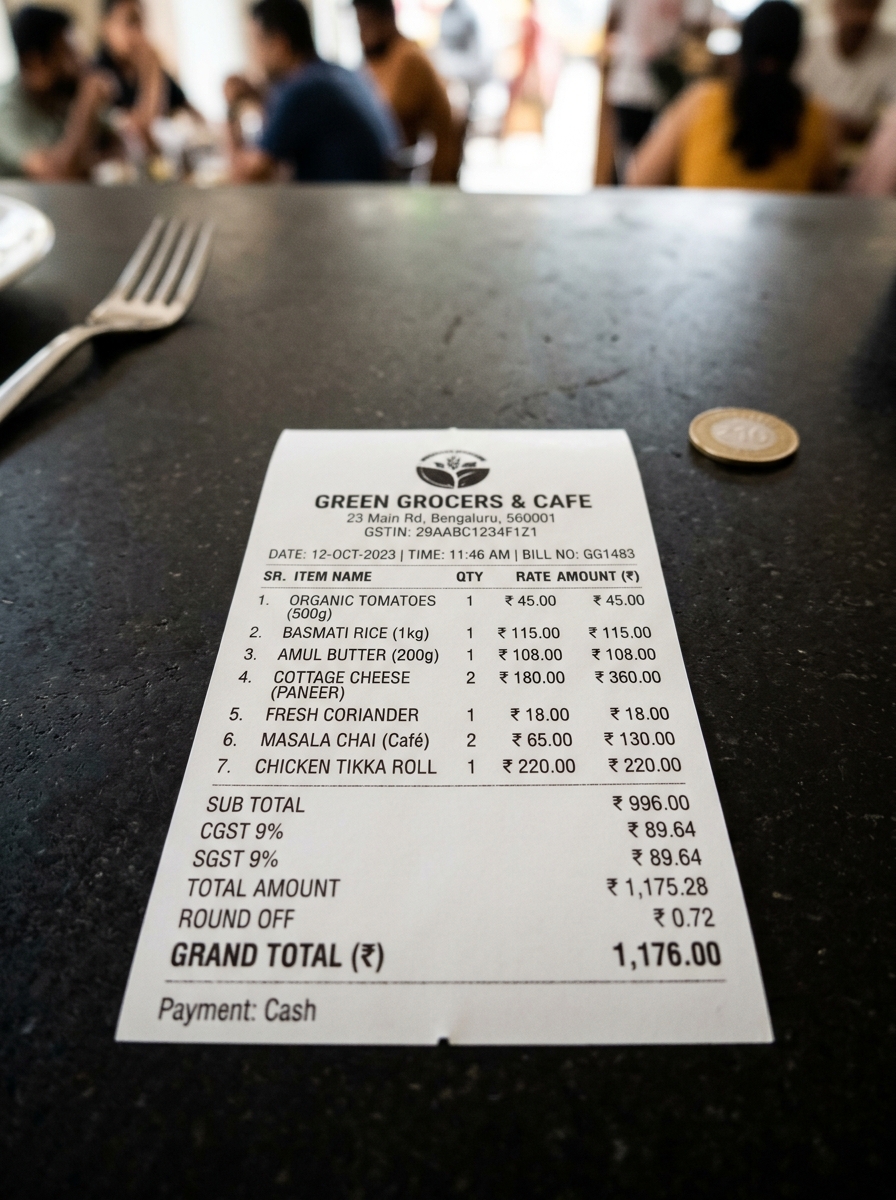 GREEN GROCERS & CAFE
23 Main Rd, Bengaluru, 560001
GSTIN: 29AABC1234F1Z1
DATE: 12-OCT-2023 | TIME: 11:46 AM | BILL NO: GG1483
SR. ITEM NAME QTY RATE AMOUNT (₹)
1. ORGANIC TOMATOES 1 ₹ 45.00 ₹ 45.00
(500g)
2. BASMATI RICE (1kg) 1 ₹ 115.00 ₹ 115.00
3. AMUL BUTTER (200g) 1 ₹ 108.00 ₹ 108.00
4. COTTAGE CHEESE 2 ₹ 180.00 ₹ 360.00
(PANEER)
5. FRESH CORIANDER 1 ₹ 18.00 ₹ 18.00
6. MASALA CHAI (Café) 2 ₹ 65.00 ₹ 130.00
7. CHICKEN TIKKA ROLL 1 ₹ 220.00 ₹ 220.00
SUB TOTAL ₹ 996.00
CGST 9% ₹ 89.64
SGST 9% ₹ 89.64
TOTAL AMOUNT ₹ 1,175.28
ROUND OFF ₹ 0.72
GRAND TOTAL (₹) 1,176.00
Payment: Cash